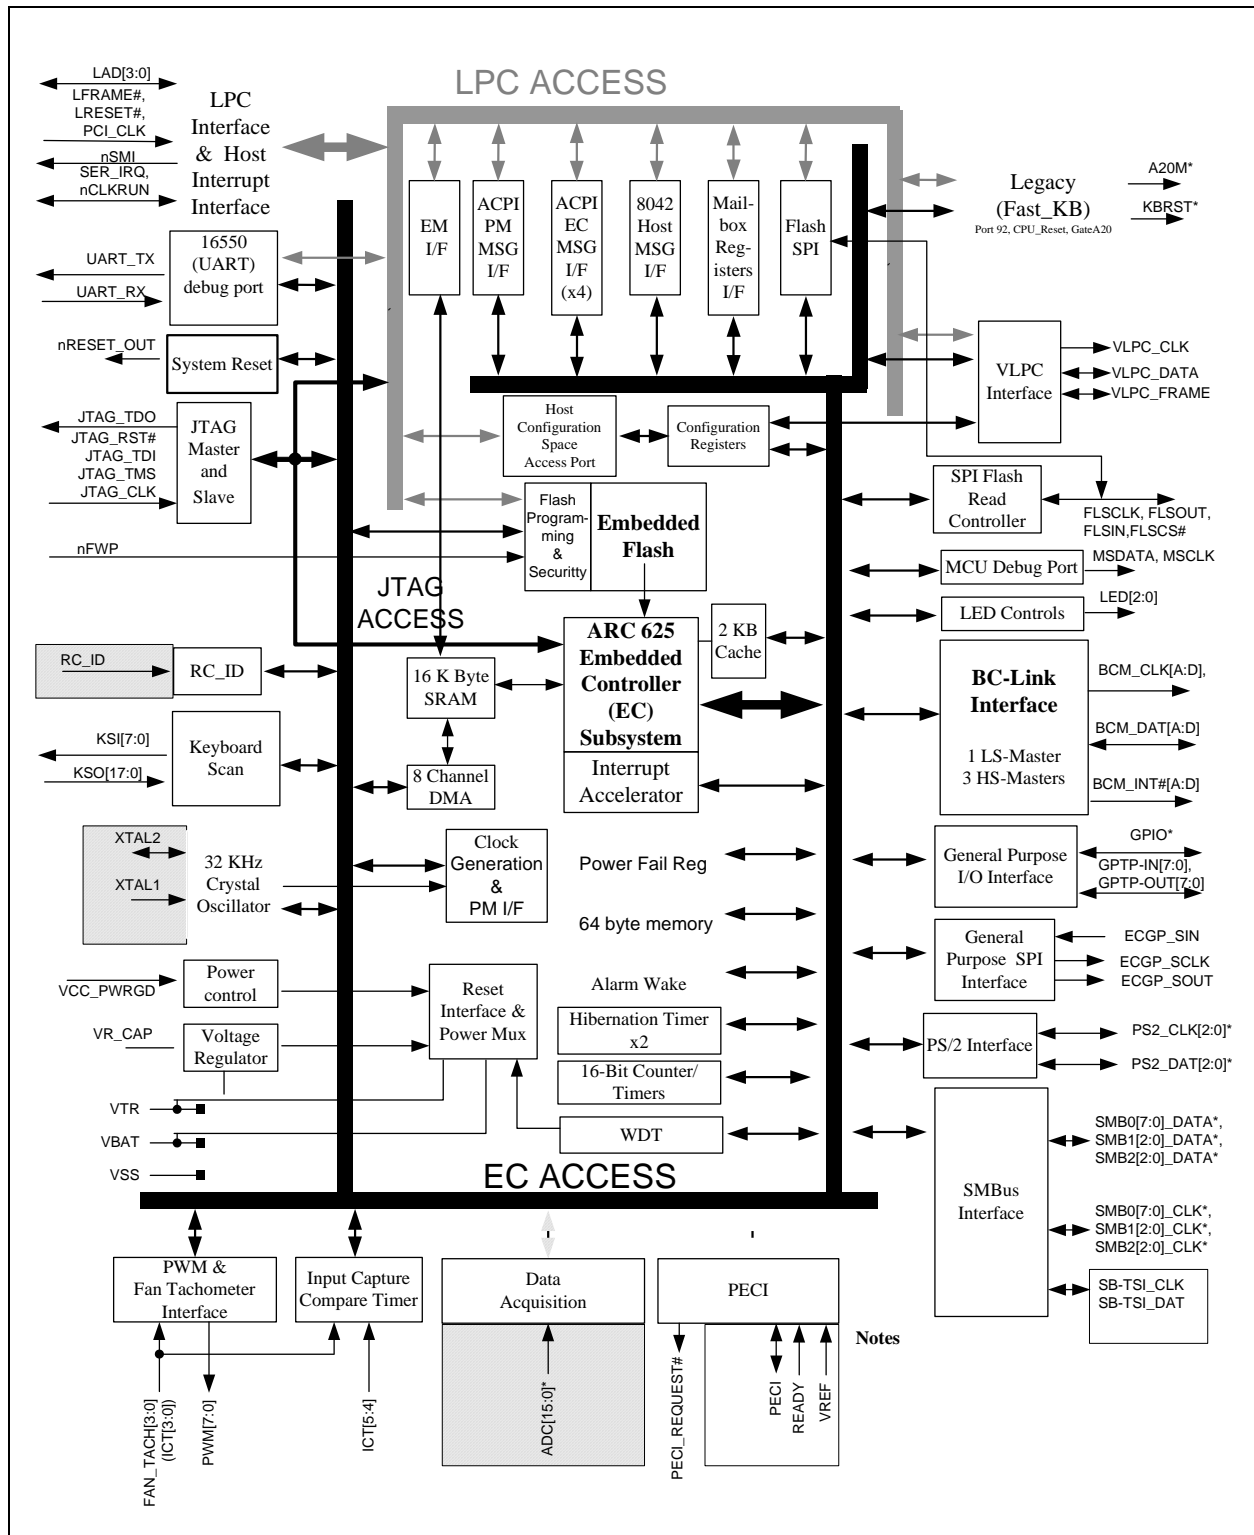 LPC ACCESS
LAD[3:0]
LFRAME#,
LRESET#,
PCI_CLK
nSMI
SER_IRQ,
nCLKRUN
LPC
Interface
& Host
Interrupt
Interface
EM
I/F
ACPI
PM
MSG
I/F
ACPI
EC
MSG
I/F
(x4)
8042
Host
MSG
I/F
Mail-
box
Reg-
isters
I/F
Flash
SPI
Legacy
(Fast_KB)
Port 92, CPU_Reset, GateA20
A20M*
KBRST*
UART_TX
UART_RX
16550
(UART)
debug port
nRESET_OUT
System Reset
VLPC
Interface
VLPC_CLK
VLPC_DATA
VLPC_FRAME
JTAG_TDO
JTAG_RST#
JTAG_TDI
JTAG_TMS
JTAG_CLK
JTAG
Master
and
Slave
Host
Configuration
Space
Access Port
Configuration
Registers
SPI Flash
Read
Controller
FLSCLK, FLSOUT,
FLSIN,FLSCS#
nFWP
Flash
Program-
ming
&
Securitty
Embedded
Flash
MCU Debug Port
MSDATA, MSCLK
JTAG
ACCESS
LED Controls
LED[2:0]
ARC 625
Embedded
Controller
(EC)
Subsystem
Interrupt
Accelerator
2 KB
Cache
RC_ID
RC_ID
16 K Byte
SRAM
BC-Link
Interface
1 LS-Master
3 HS-Masters
BCM_CLK[A:D],
BCM_DAT[A:D]
BCM_INT#[A:D]
KSI[7:0]
KSO[17:0]
Keyboard
Scan
8 Channel
DMA
XTAL2
XTAL1
32 KHz
Crystal
Oscillator
Clock
Generation
&
PM I/F
Power Fail Reg
General Purpose
I/O Interface
GPIO*
GPTP-IN[7:0],
GPTP-OUT[7:0]
64 byte memory
General
Purpose SPI
Interface
ECGP_SIN
ECGP_SCLK
ECGP_SOUT
VCC_PWRGD
Power
control
Reset
Interface &
Power Mux
Alarm Wake
VR_CAP
Voltage
Regulator
Hibernation Timer
x2
PS/2 Interface
PS2_CLK[2:0]*
PS2_DAT[2:0]*
16-Bit Counter/
Timers
VTR
VBAT
VSS
WDT
SMBus
Interface
SMB0[7:0]_DATA*,
SMB1[2:0]_DATA*,
SMB2[2:0]_DATA*
SMB0[7:0]_CLK*,
SMB1[2:0]_CLK*,
SMB2[2:0]_CLK*
SB-TSI_CLK
SB-TSI_DAT
EC ACCESS
PWM &
Fan Tachometer
Interface
Input Capture
Compare Timer
Data
Acquisition
PECI
Notes
FAN_TACH[3:0]
(ICT[3:0])
PWM[7:0]
ICT[5:4]
ADC[15:0]*
PECI_REQUEST#
PECI
READY
VREF